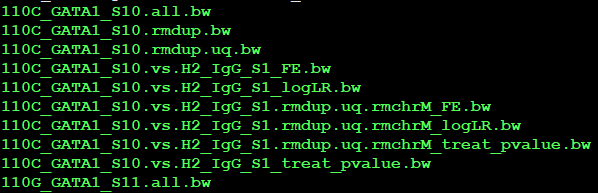 110C_GATA1_S10.all.bw
110C_GATA1_S10.rmdup.bw
110C_GATA1_S10.rmdup.uq.bw
110C_GATA1_S10.vs.H2_IgG_S1_FE.bw
110C_GATA1_S10.vs.H2_IgG_S1_logLR.bw
110C_GATA1_S10.vs.H2_IgG_S1.rmdup.uq.rmchrM_FE.bw
110C_GATA1_S10.vs.H2_IgG_S1.rmdup.uq.rmchrM_logLR.bw
110C_GATA1_S10.vs.H2_IgG_S1.rmdup.uq.rmchrM_treat_pvalue.bw
110C_GATA1_S10.vs.H2_IgG_S1_treat_pvalue.bw
110G_GATA1_S11.all.bw